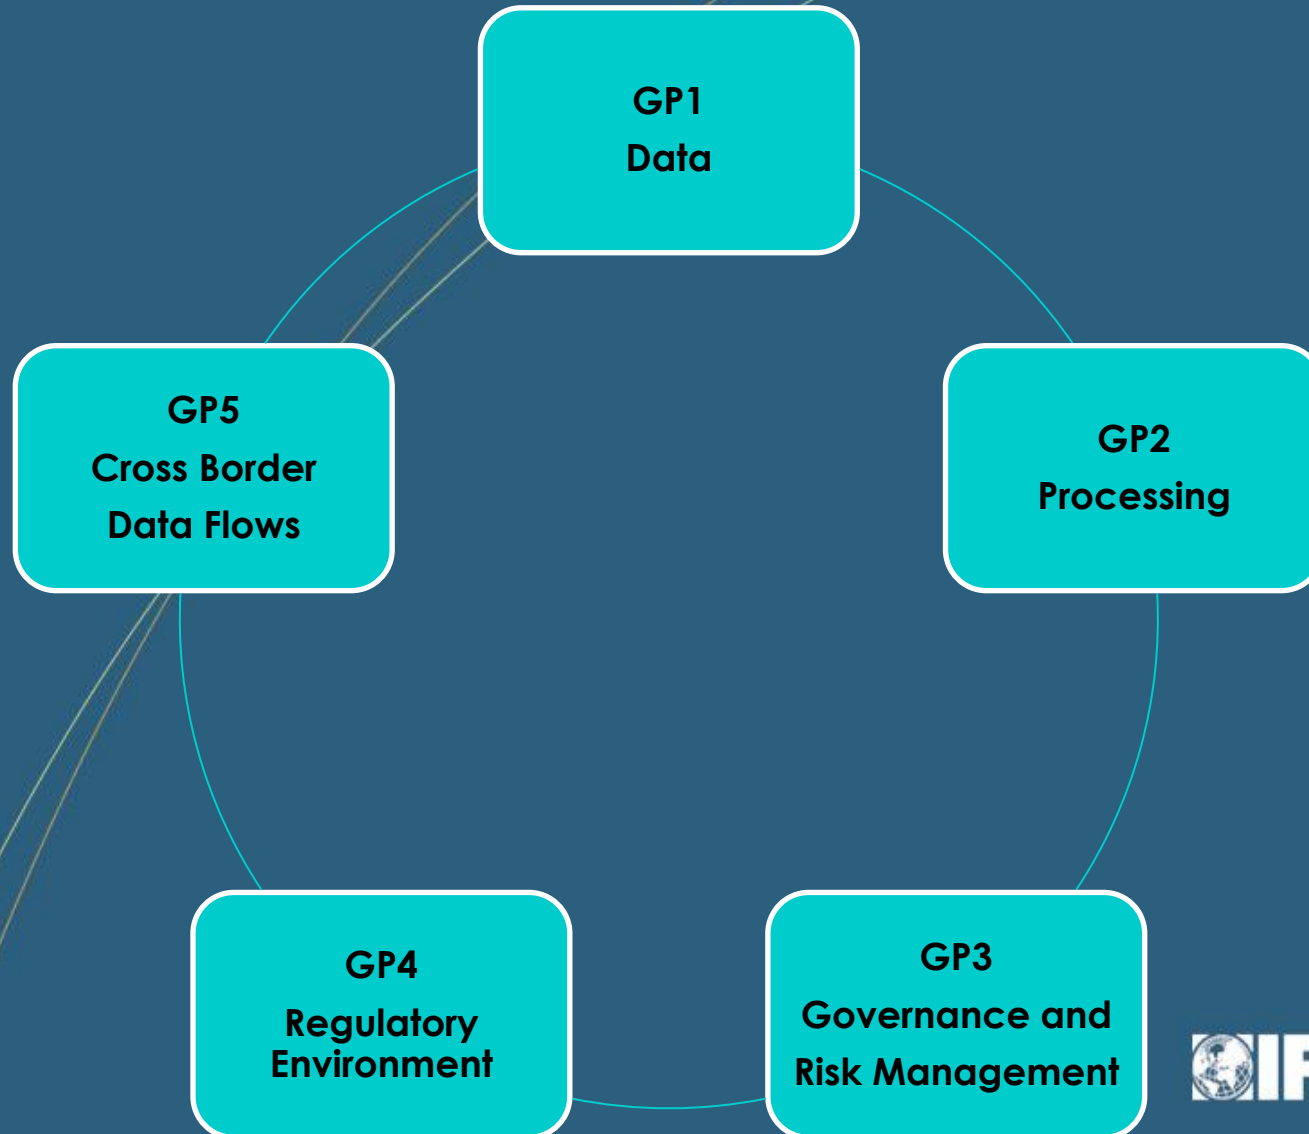 GP1
Data
GP5
Cross Border
Data Flows
GP2
Processing
GP4
Regulatory
Environment
GP3
Governance and
Risk Management